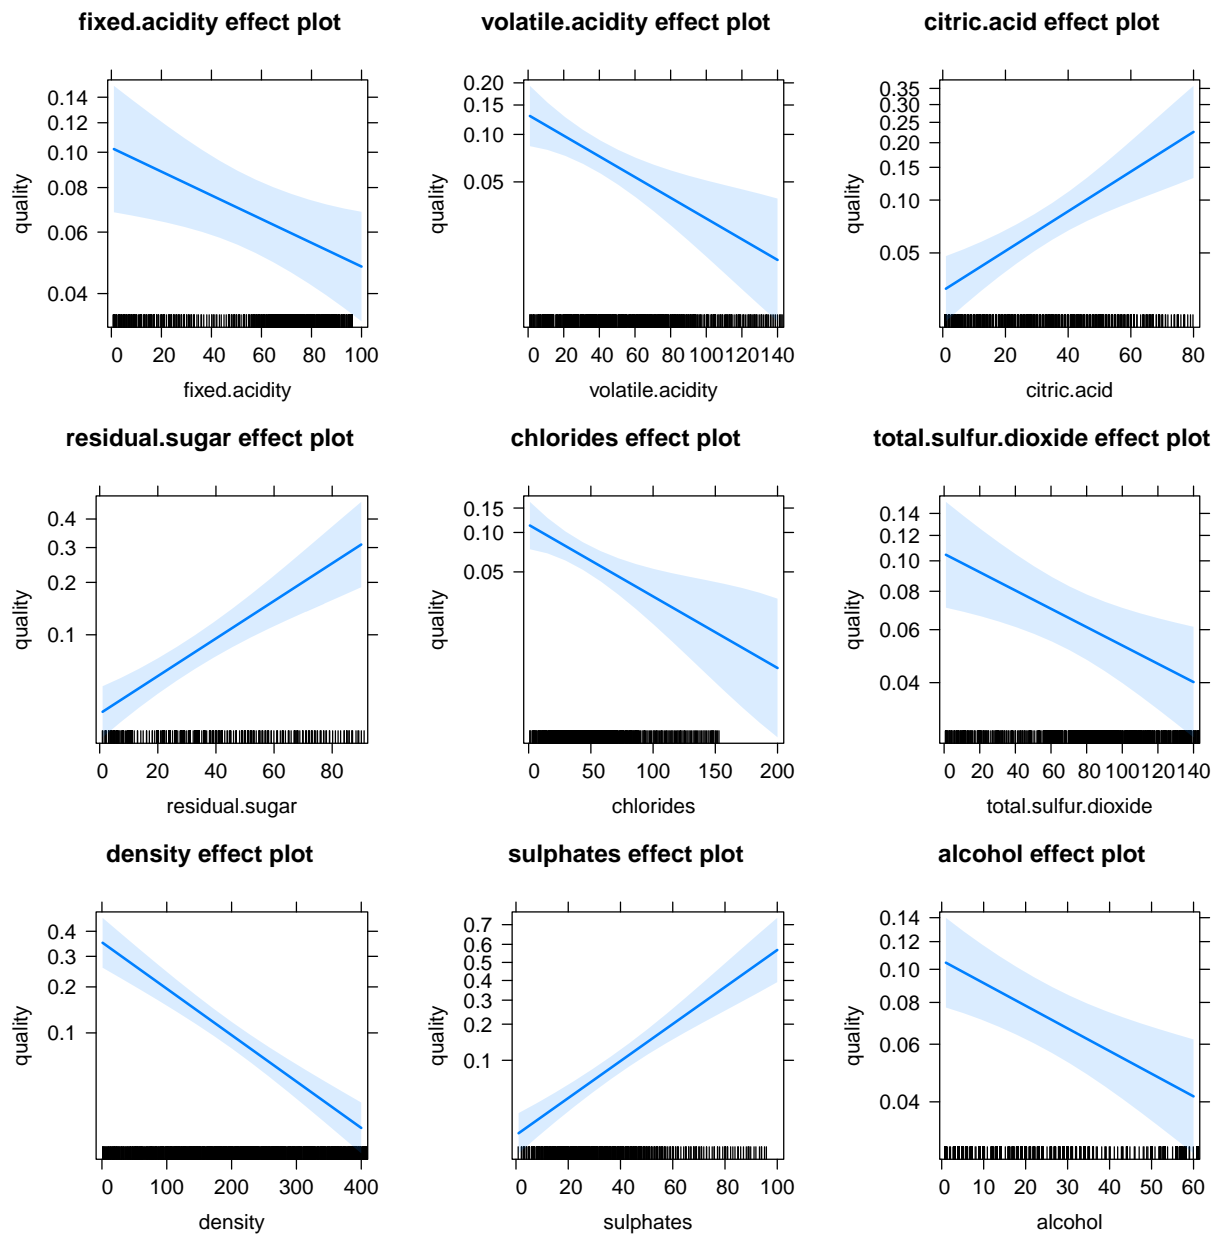 fixed.acidity effect plot
volatile.acidity effect plot
citric.acid effect plot
quality
0.14
0.12
0.10
0.08
0.06
0.04
0 20 40 60 80 100
fixed.acidity
quality
0.20
0.15
0.10
0.05
0 20 40 60 80 100 120 140
volatile.acidity
quality
0.35
0.30
0.25
0.20
0.15
0.10
0.05
0 20 40 60 80
citric.acid
residual.sugar effect plot
chlorides effect plot
total.sulfur.dioxide effect plot
quality
0.4
0.3
0.2
0.1
0 20 40 60 80
residual.sugar
quality
0.15
0.10
0.05
0 50 100 150 200
chlorides
quality
0.14
0.12
0.10
0.08
0.06
0.04
0 20 40 60 80 100 120 140
total.sulfur.dioxide
density effect plot
sulphates effect plot
alcohol effect plot
quality
0.4
0.3
0.2
0.1
0 100 200 300 400
density
quality
0.7
0.6
0.5
0.4
0.3
0.2
0.1
0 20 40 60 80 100
sulphates
quality
0.14
0.12
0.10
0.08
0.06
0.04
0 10 20 30 40 50 60
alcohol